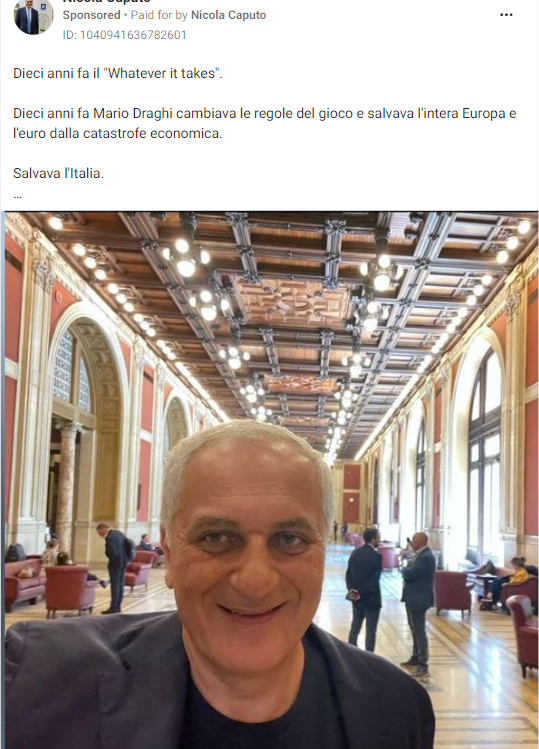 Nicola Caputo
Sponsored • Paid for by Nicola Caputo
ID: 1040941636782601
Dieci anni fa il "Whatever it takes".
Dieci anni fa Mario Draghi cambiava le regole del gioco e salvava l'intera Europa e
l'euro dalla catastrofe economica.
Salvava l'Italia.
...